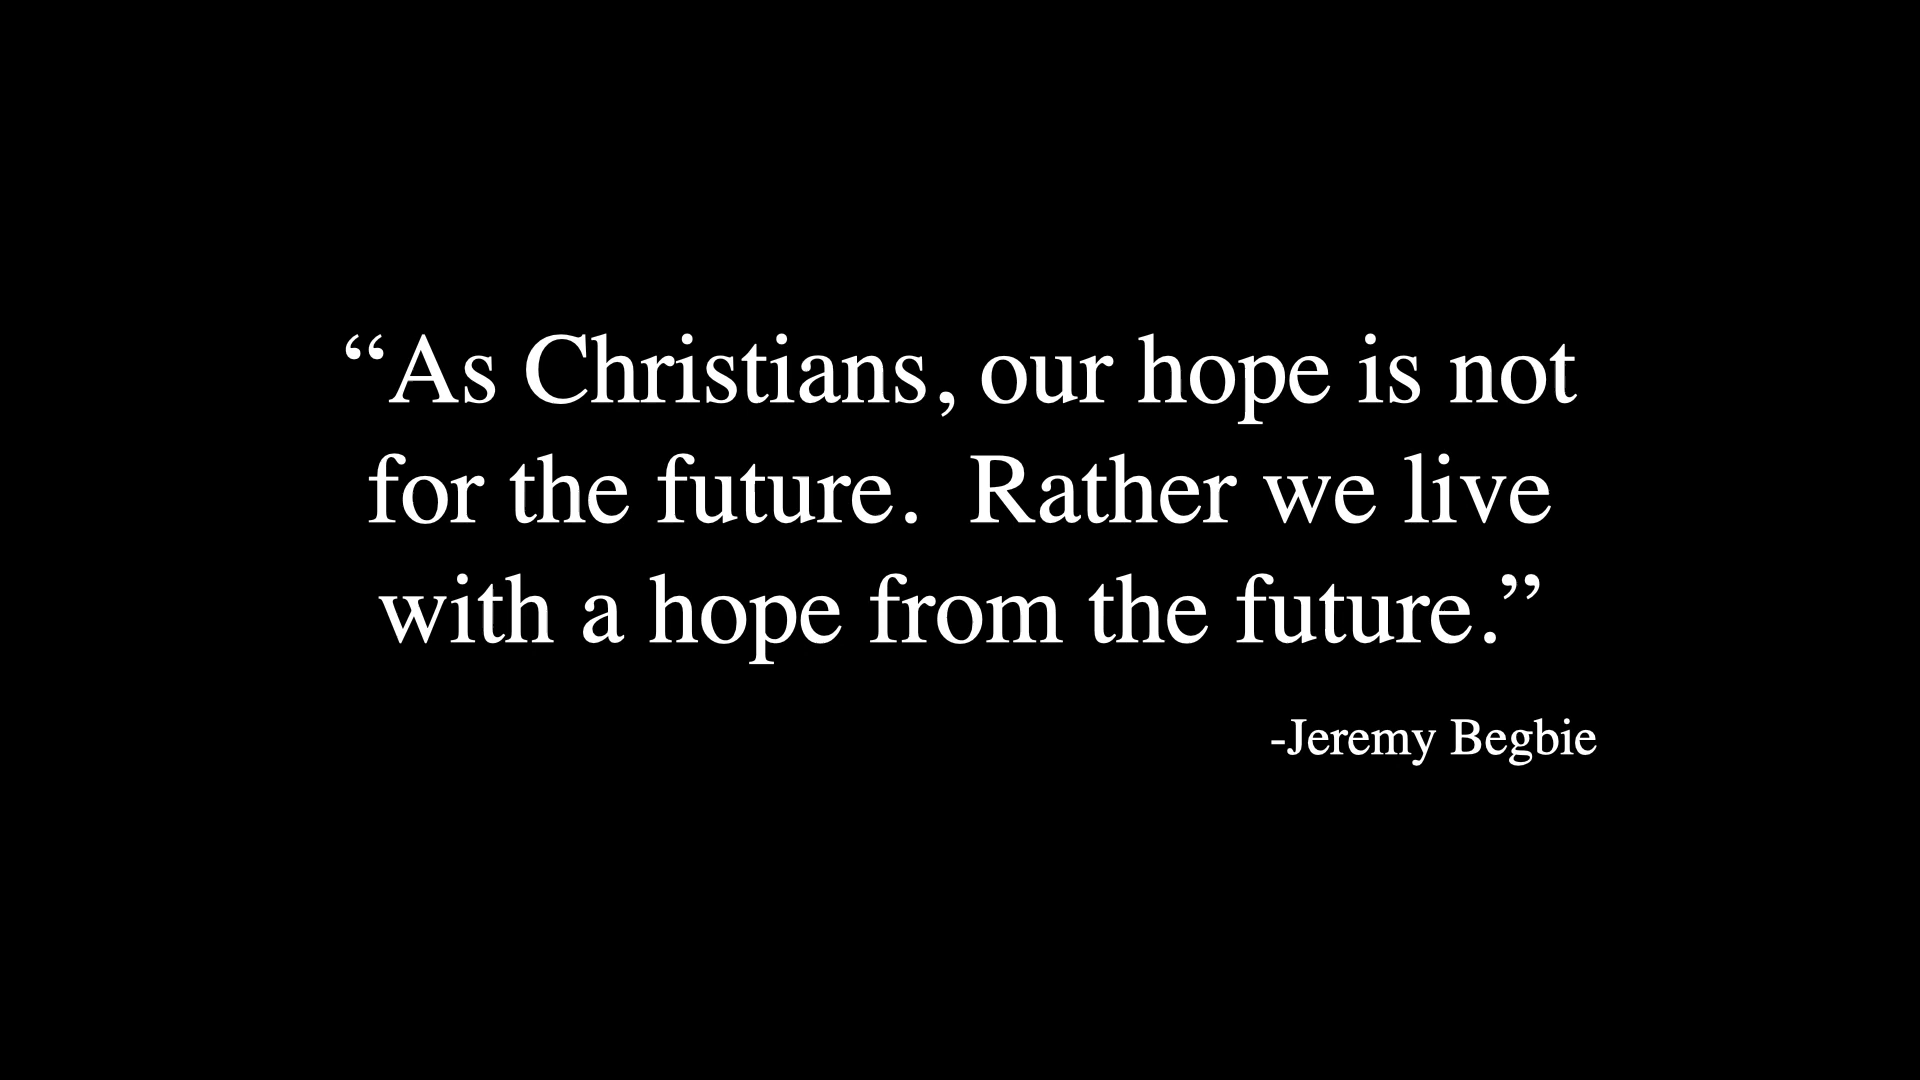 “As Christians, our hope is not
for the future.  Rather we live
with a hope from the future.”
-Jeremy Begbie